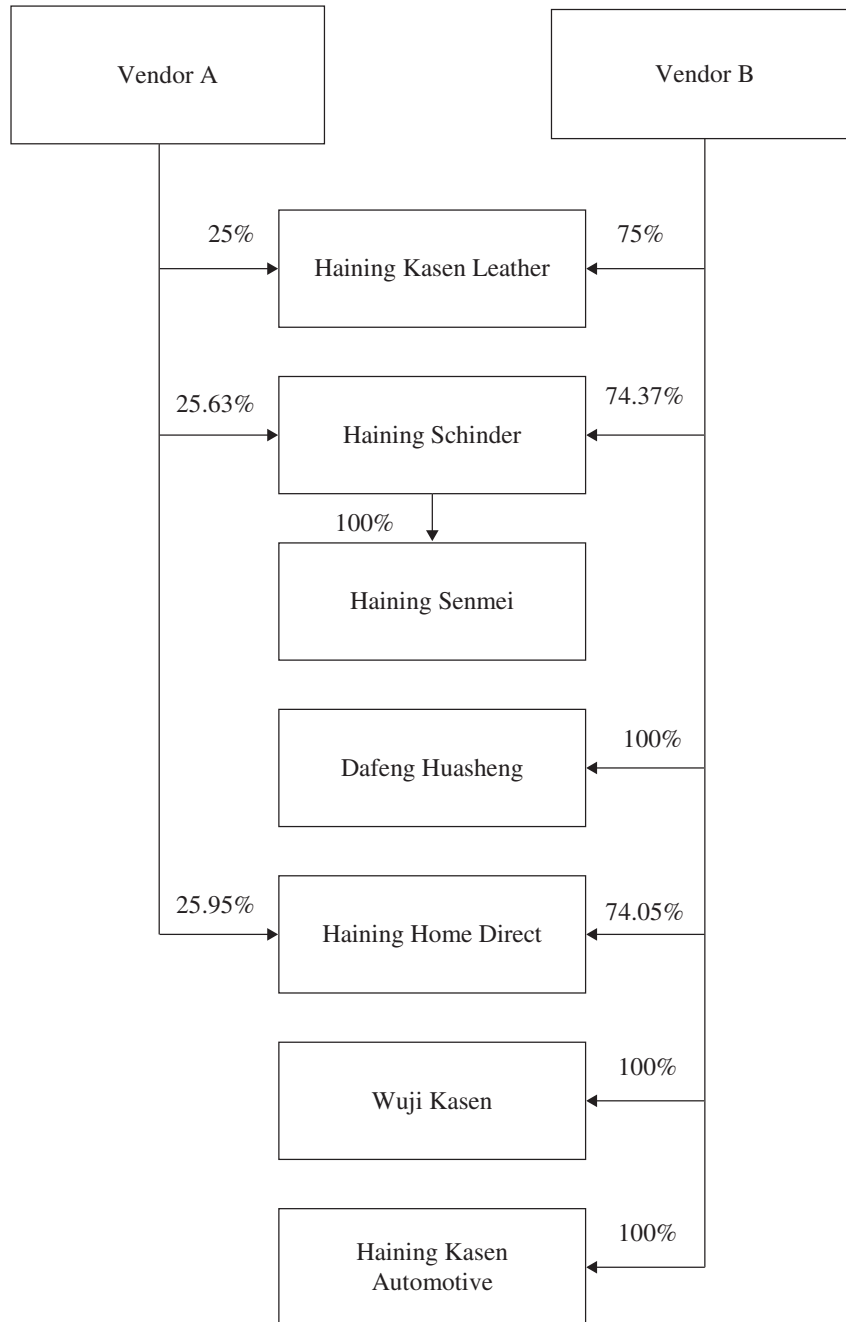 Vendor A
Vendor B
25%
75%
Haining Kasen Leather
25.63%
74.37%
Haining Schinder
100%
Haining Senmei
100%
Dafeng Huasheng
25.95%
74.05%
Haining Home Direct
100%
Wuji Kasen
100%
Haining Kasen
Automotive